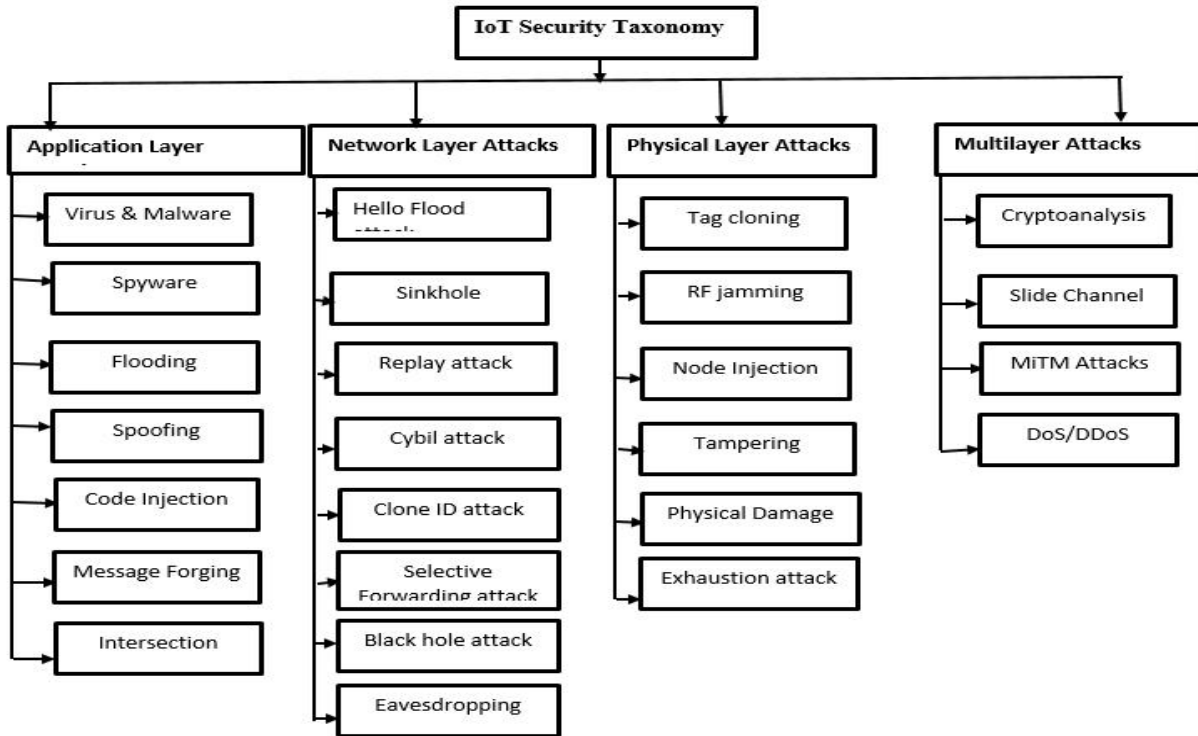 IoT Security Taxonomy
Application Layer
Virus & Malware
Spyware
Flooding
Spoofing
Code Injection
Message Forging
Intersection
Network Layer Attacks
Hello Flood
Sinkhole
Replay attack
Cybil attack
Clone ID attack
Selective
Forwarding attack
Black hole attack
Eavesdropping
Physical Layer Attacks
Tag cloning
RF jamming
Node Injection
Tampering
Physical Damage
Exhaustion attack
Multilayer Attacks
Cryptoanalysis
Slide Channel
MiTM Attacks
DoS/DDoS